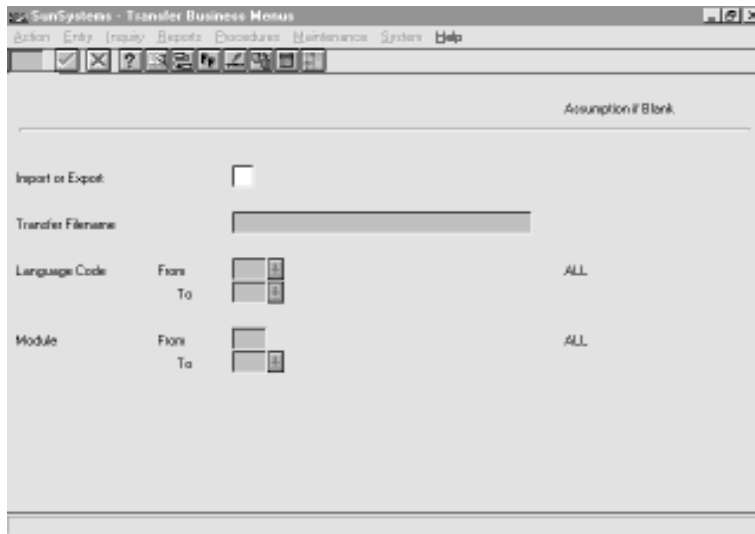 SunSystems - Transfer Business Menus
Action Entry Inquiry Reports Procedures Maintenance System Help
Assumption if Blank
Import or Export
Transfer Filename
Language Code From ALL
To
Module From ALL
To